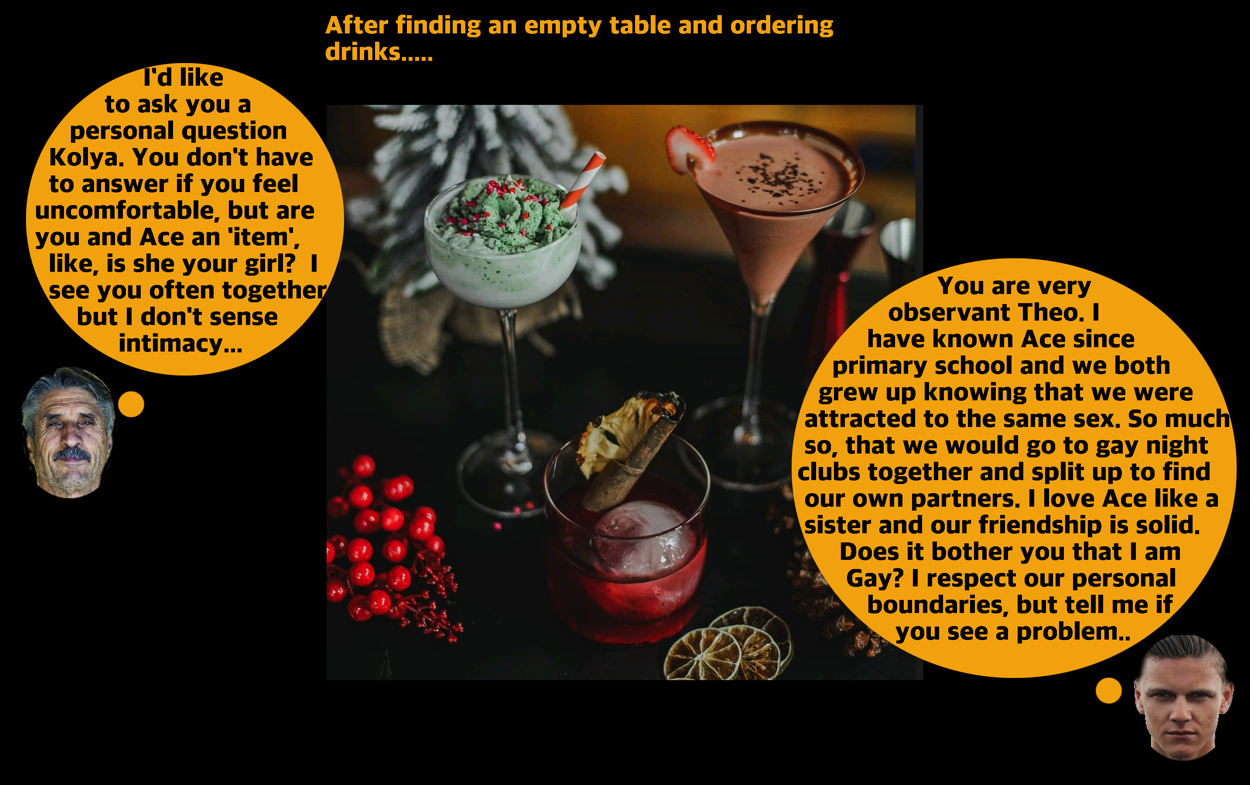 After finding an empty table and ordering
drinks.....
I'd like
to ask you a
personal question
Kolya. You don't have
to answer if you feel
uncomfortable, but are
you and Ace an 'item',
like, is she your girl?  I
see you often together
but I don't sense
intimacy...
You are very
observant Theo. I
have known Ace since
primary school and we both
grew up knowing that we were
attracted to the same sex. So much
so, that we would go to gay night
clubs together and split up to find
our own partners. I love Ace like a
sister and our friendship is solid.
Does it bother you that I am
Gay? I respect our personal
boundaries, but tell me if
you see a problem..